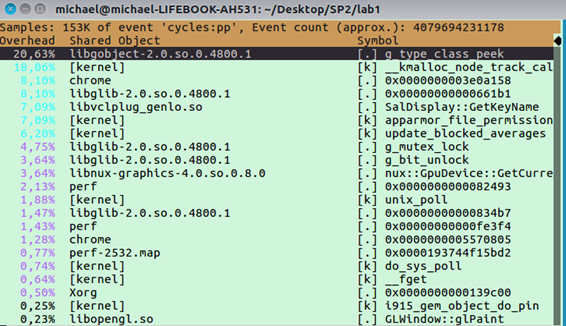 michael@michael-LIFEBOOK-AH531: ~/Desktop/SP2/lab1
Samples: 153K of event 'cycles:pp', Event count (approx.): 4079694231178
Overhead Shared Object Symbol
20,63% libgobject-2.0.so.0.4800.1 [.] g_type_class_peek
18,06% [kernel] [k] __kmalloc_node_track_cal
8,10% chrome [.] 0x0000000003e0a158
8,10% libglib-2.0.so.0.4800.1 [.] 0x00000000000661b1
7,09% libvclplug_genlo.so [.] SalDisplay::GetKeyName
7,09% [kernel] [k] apparmor_file_permission
6,20% [kernel] [k] update_blocked_averages
4,75% libglib-2.0.so.0.4800.1 [.] g_mutex_lock
3,64% libglib-2.0.so.0.4800.1 [.] g_bit_unlock
3,64% libnux-graphics-4.0.so.0.8.0 [.] nux::GpuDevice::GetCurre
2,13% perf [.] 0x0000000000082493
1,88% [kernel] [k] unix_poll
1,47% libglib-2.0.so.0.4800.1 [.] 0x00000000000834b7
1,43% perf [.] 0x00000000000fe3f4
1,28% chrome [.] 0x0000000005570805
0,77% perf-2532.map [.] 0x0000193744f15bd2
0,74% [kernel] [k] do_sys_poll
0,64% [kernel] [k] __fget
0,50% Xorg [.] 0x0000000000139c00
0,25% [kernel] [k] i915_gem_object_do_pin
0,23% libopengl.so [.] GLWindow::glPaint